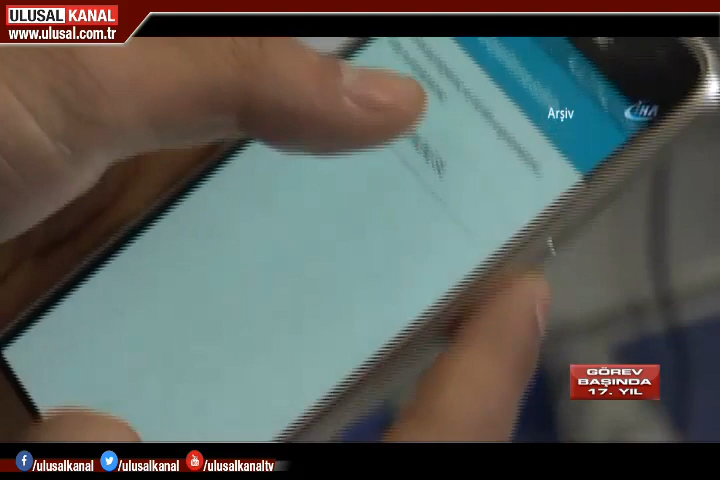 ULUSAL KANAL
www.ulusal.com.tr
Arşiv
İHA
GÖREV
BAŞINDA
17. YIL
/ulusalkanal
/ulusalkanal
/ulusalkanaltv